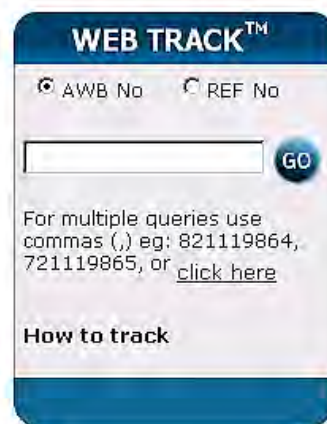 WEB TRACK™
AWB No REF No
GO
For multiple queries use
commas (,) eg: 821119864,
721119865, or click here
How to track